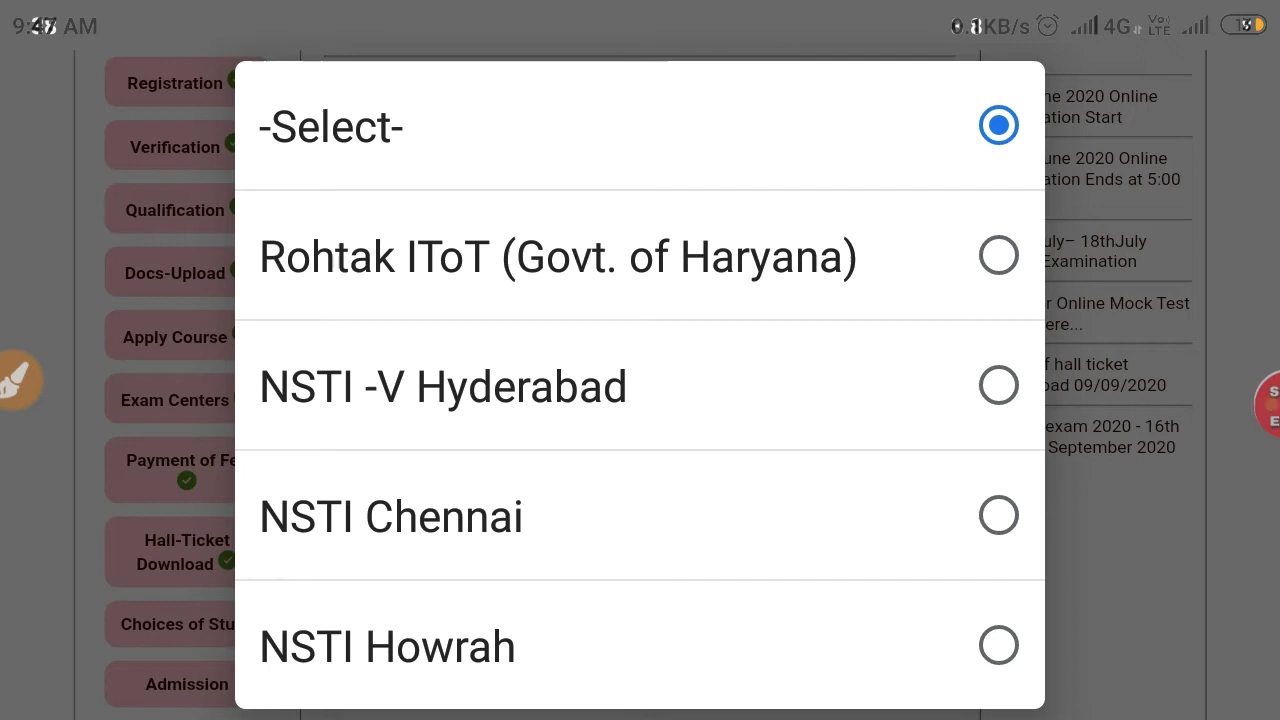 AM
KB/s 4G Vo) LTE
Registration
Verification
Qualification
Docs-Upload
Apply Course
Exam Centers
Payment of Fe
Hall-Ticket
Download
Choices of Stu
Admission
-Select-
Rohtak IToT (Govt. of Haryana)
NSTI -V Hyderabad
NSTI Chennai
NSTI Howrah
ne 2020 Online
ation Start
une 2020 Online
ation Ends at 5:00
uly– 18thJuly
Examination
r Online Mock Test
ere...
f hall ticket
oad 09/09/2020
exam 2020 - 16th
September 2020
S
E